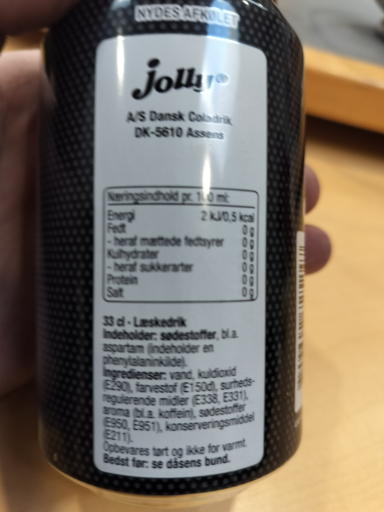 NYDES AFKØLET
Jolly®
A/S Dansk Coladrik
DK-5610 Assens
Næringsindhold pr. 100 ml:
Energi 2 kJ/0,5 kcal
Fedt 0 g
- heraf mættede fedtsyrer 0 g
Kulhydrater 0 g
- heraf sukkerarter 0 g
Protein 0 g
Salt 0 g
33 cl - Læskedrik
Indeholder: sødestoffer, bl.a.
aspartam (indeholder en
phenylalaninkilde).
Ingredienser: vand, kuldioxid
(E290), farvestof (E150d), surheds-
regulerende midler (E338, E331),
aroma (bl.a. koffein), sødestoffer
(E950, E951), konserveringsmiddel
(E211).
Opbevares tørt og ikke for varmt.
Bedst før: se dåsens bund.